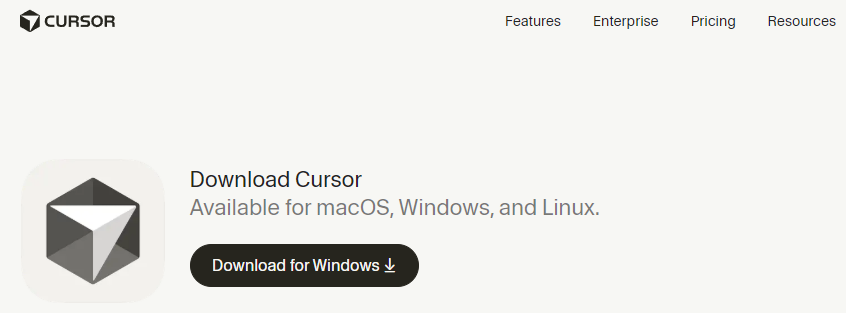 CURSOR
Features Enterprise Pricing Resources
Download Cursor
Available for macOS, Windows, and Linux.
Download for Windows